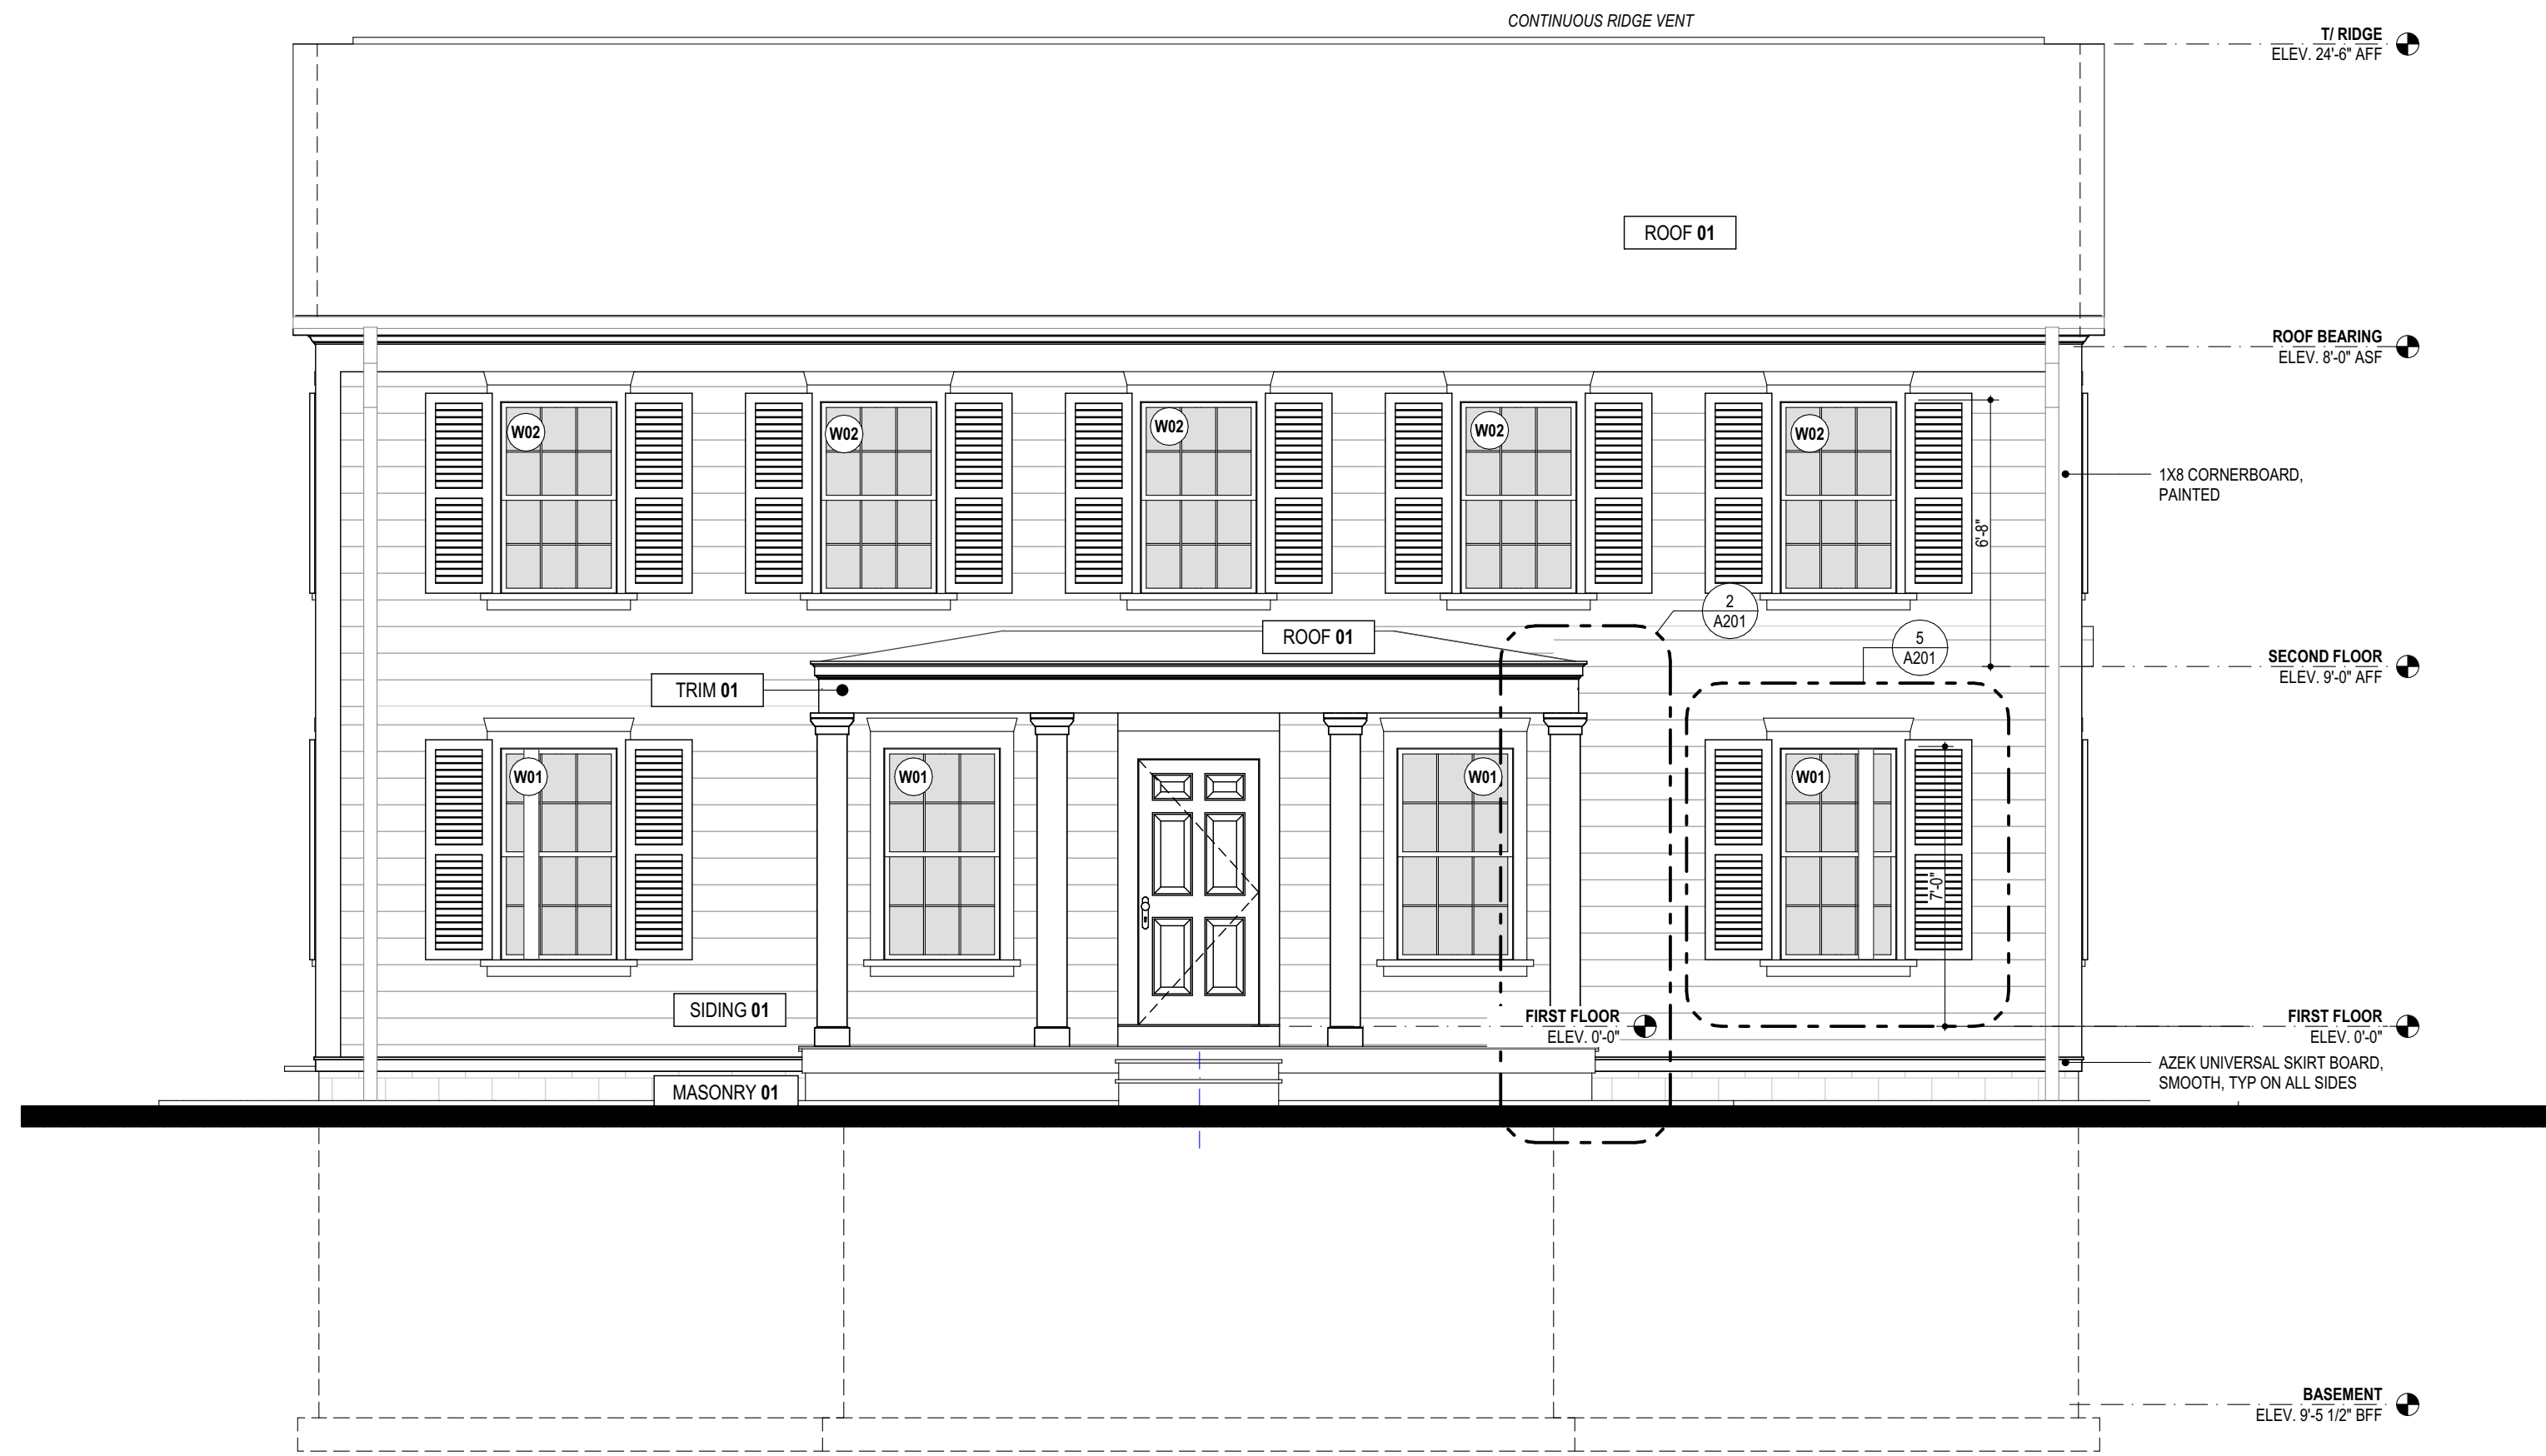 CONTINUOUS RIDGE VENT
T/ RIDGE
ELEV. 24'-6" AFF
ROOF 01
ROOF BEARING
ELEV. 8'-0" ASF
W02
W02
W02
W02
W02
1X8 CORNERBOARD,
PAINTED
6'-8"
2
A201
ROOF 01
5
A201
SECOND FLOOR
ELEV. 9'-0" AFF
TRIM 01
W01
W01
W01
W01
7'-0"
SIDING 01
FIRST FLOOR
ELEV. 0'-0"
FIRST FLOOR
ELEV. 0'-0"
AZEK UNIVERSAL SKIRT BOARD,
SMOOTH, TYP ON ALL SIDES
MASONRY 01
BASEMENT
ELEV. 9'-5 1/2" BFF